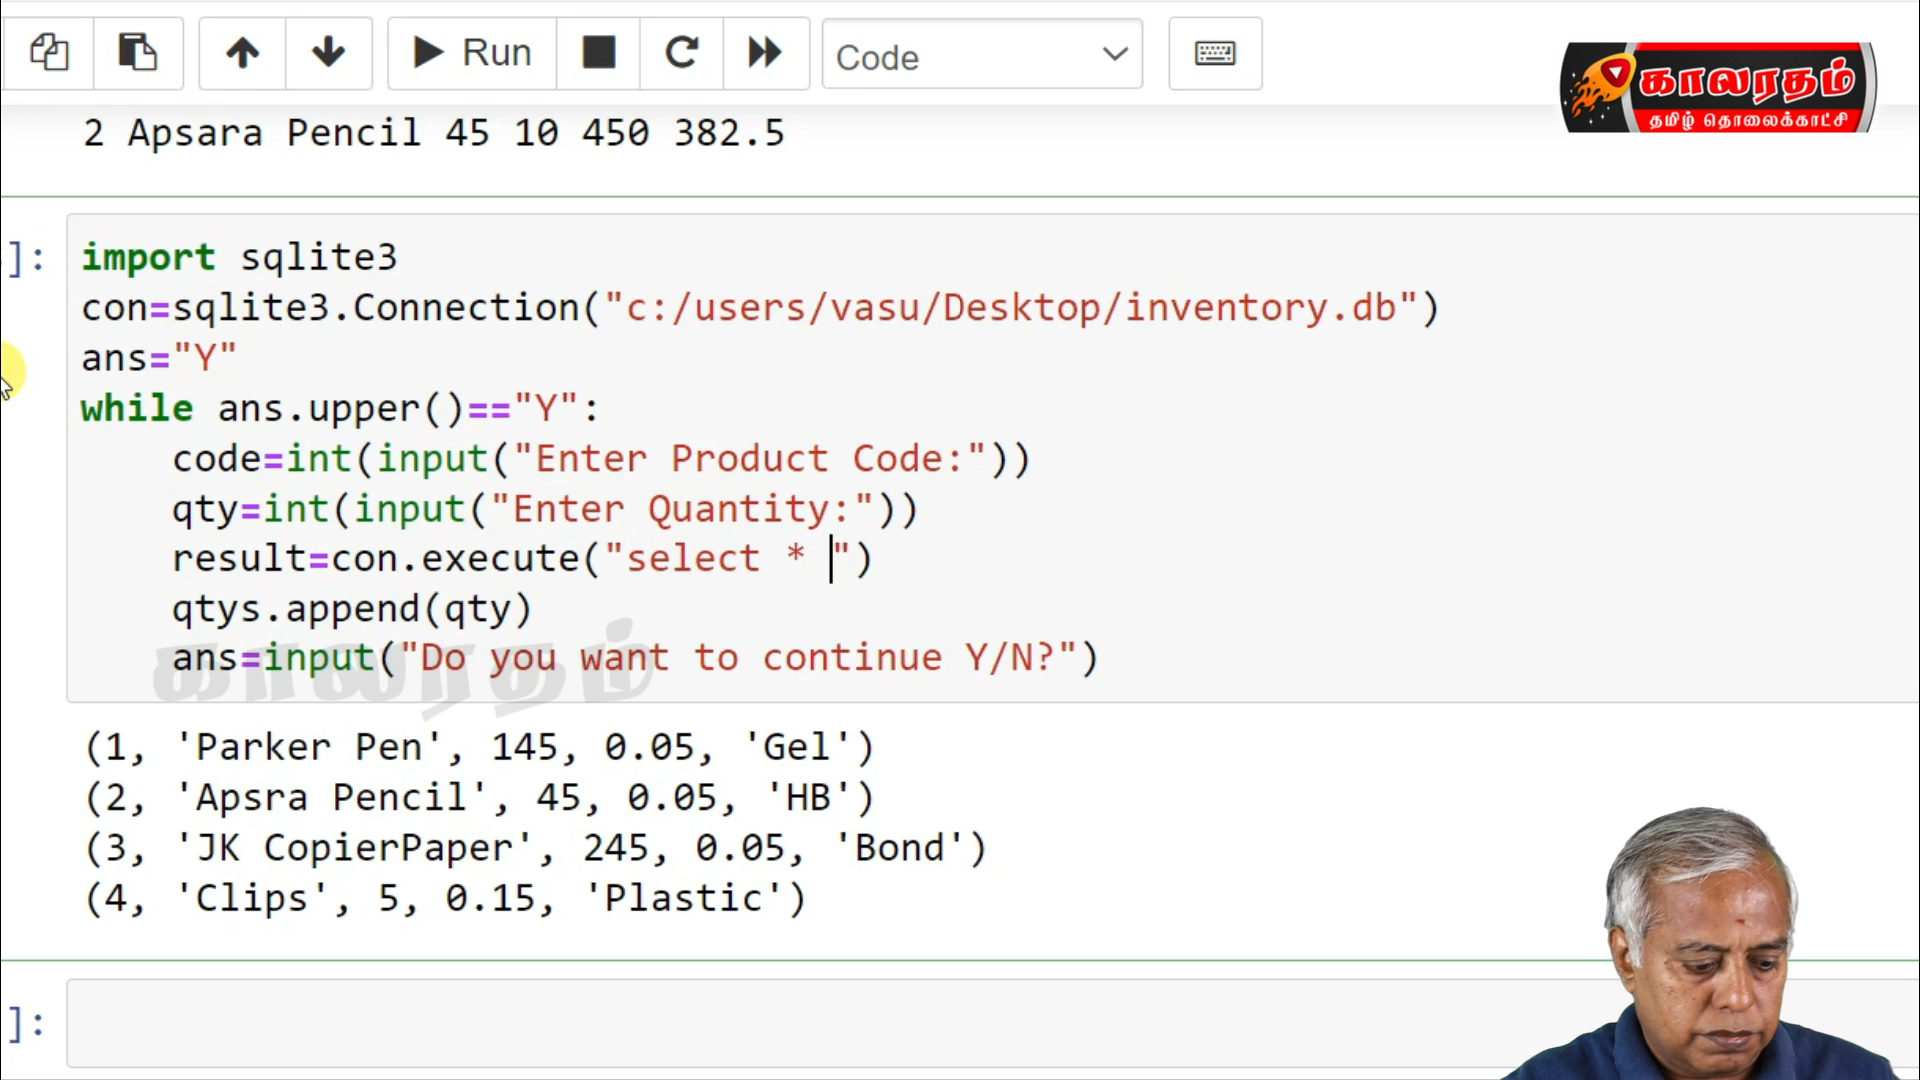 Run
Code
காலரதம்
தமிழ் தொலைக்காட்சி
2 Apsara Pencil 45 10 450 382.5
]:
import sqlite3
con=sqlite3.Connection("c:/users/vasu/Desktop/inventory.db")
ans="Y"
while ans.upper()=="Y":
    code=int(input("Enter Product Code:"))
    qty=int(input("Enter Quantity:"))
    result=con.execute("select * ")
    qtys.append(qty)
    ans=input("Do you want to continue Y/N?")
காலரதம்
(1, 'Parker Pen', 145, 0.05, 'Gel')
(2, 'Apsra Pencil', 45, 0.05, 'HB')
(3, 'JK CopierPaper', 245, 0.05, 'Bond')
(4, 'Clips', 5, 0.15, 'Plastic')
]: